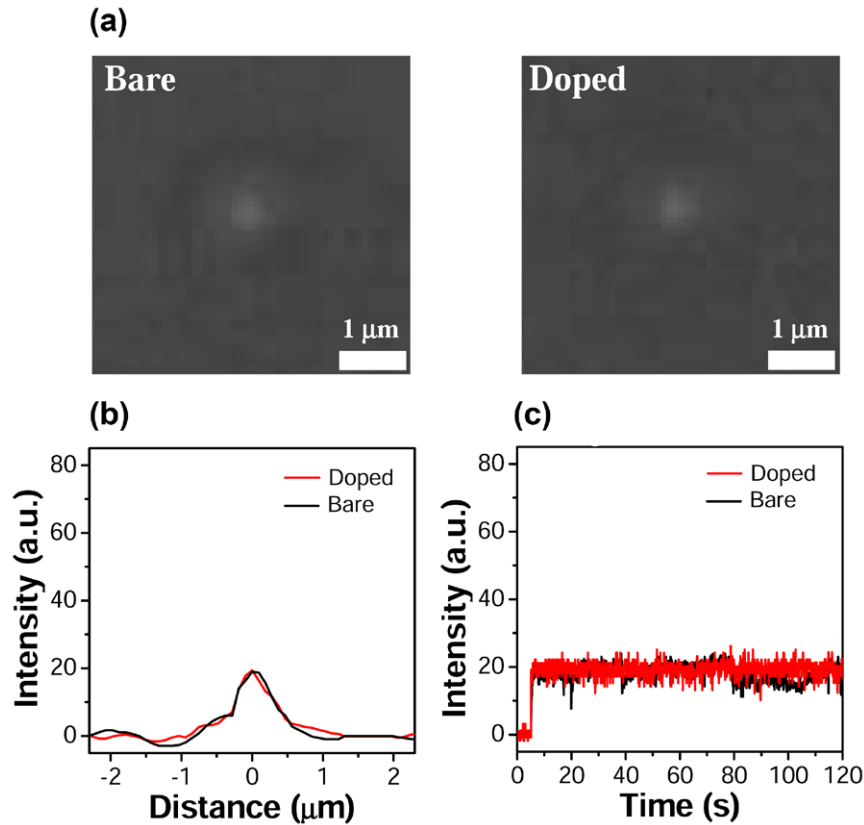 (a)
Bare
Doped
1 μm
1 μm
(b)
(c)
80
60
40
20
0
Intensity (a.u.)
Doped
Bare
-2 -1 0 1 2
Distance (μm)
80
60
40
20
0
Intensity (a.u.)
Doped
Bare
0 20 40 60 80 100 120
Time (s)